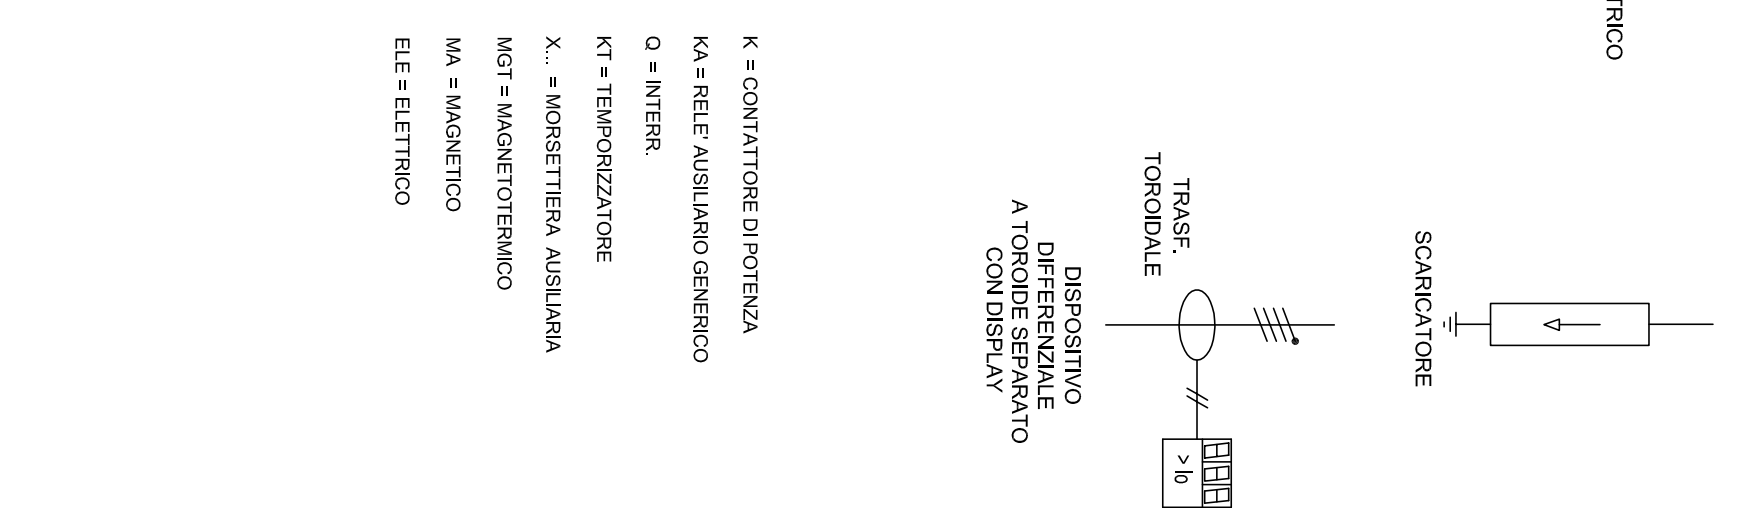 TRICO
SCARICATORE
TRASF.
TOROIDALE
> I0
DISPOSITIVO
DIFFERENZIALE
A TOROIDE SEPARATO
CON DISPLAY
K = CONTATTORE DI POTENZA
KA = RELE' AUSILIARIO GENERICO
Q = INTERR.
KT = TEMPORIZZATORE
X... = MORSETTIERA AUSILIARIA
MGT = MAGNETOTERMICO
MA = MAGNETICO
ELE = ELETTRICO